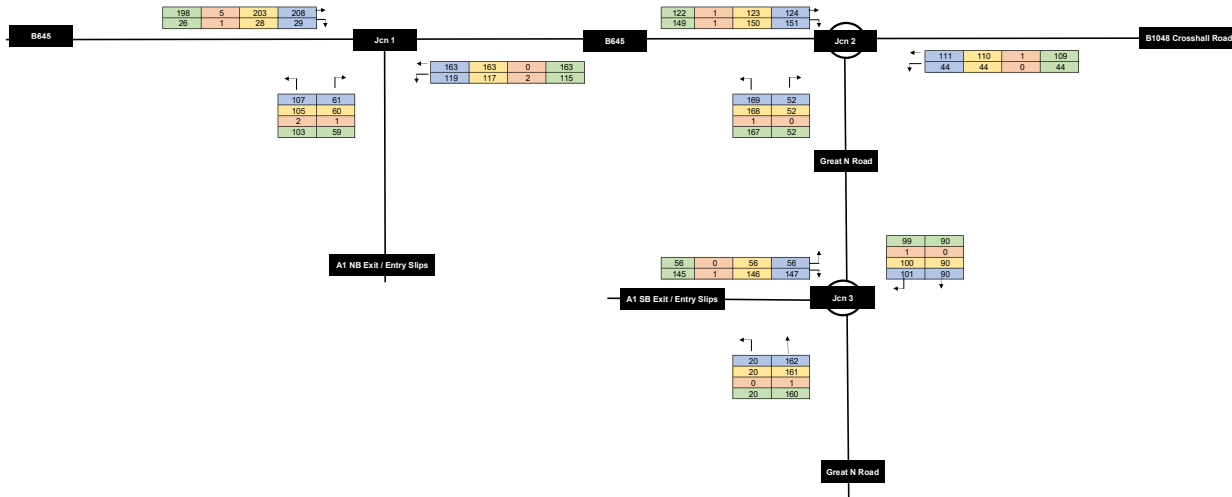 198 5 203 208
26 1 28 29
122 1 123 124
149 1 150 151
B645
Jcn 1
B645
Jcn 2
B1048 Crosshall Road
163 163 0 163
119 117 2 115
111 110 1 109
44 44 0 44
107 61
105 60
2 1
103 59
169 52
168 52
1 0
167 52
Great N Road
99 90
1 0
100 90
101 90
A1 NB Exit / Entry Slips
56 0 56 56
145 1 146 147
A1 SB Exit / Entry Slips
Jcn 3
20 162
20 161
0 1
20 160
Great N Road